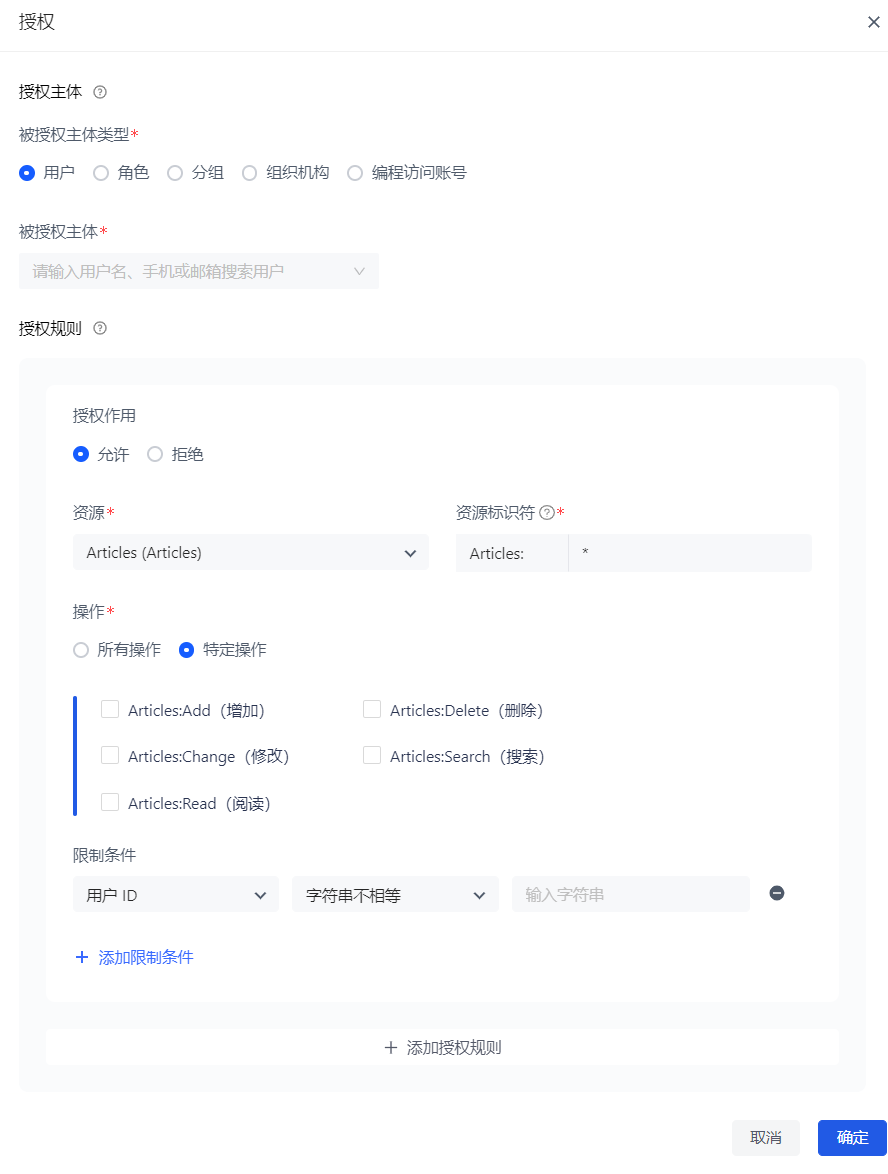 授权
授权主体
被授权主体类型*
用户 角色 分组 组织机构 编程访问账号
被授权主体*
请输入用户名、手机或邮箱搜索用户
授权规则
授权作用
允许 拒绝
资源* 资源标识符*
Articles (Articles) Articles: *
操作*
所有操作 特定操作
Articles:Add（增加） Articles:Delete（删除）
Articles:Change（修改） Articles:Search（搜索）
Articles:Read（阅读）
限制条件
用户 ID 字符串不相等 输入字符串
+ 添加限制条件
+ 添加授权规则
取消 确定